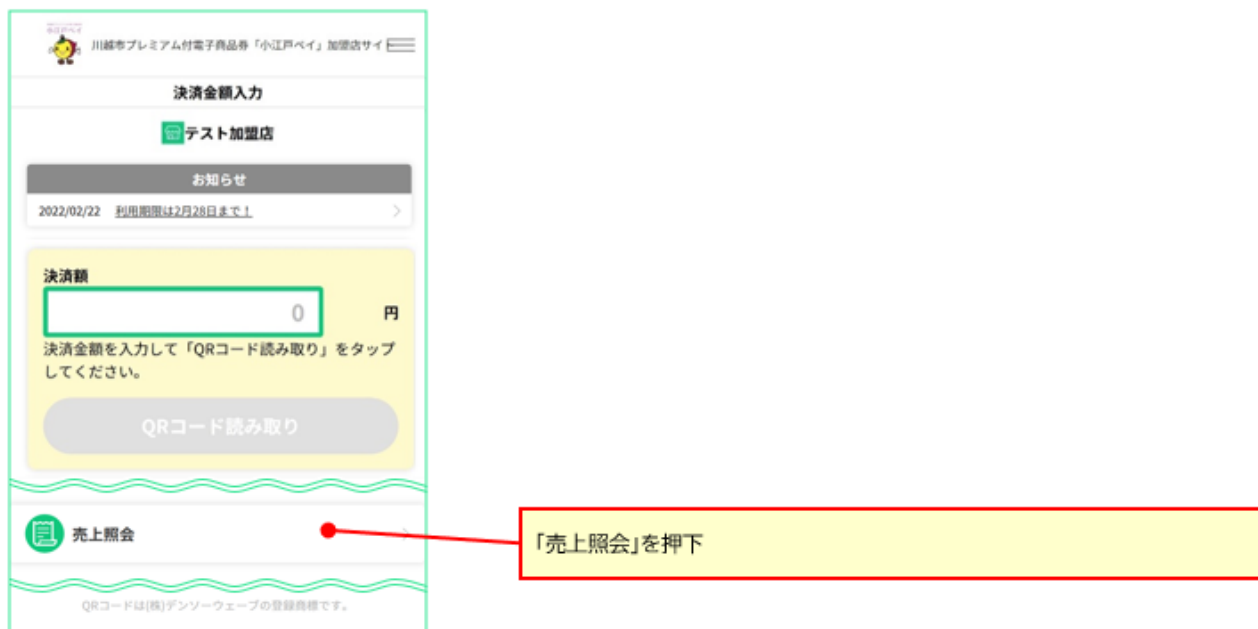 小江戸ペイ
川越市プレミアム付電子商品券「小江戸ペイ」加盟店サイ
決済金額入力
テスト加盟店
お知らせ
2022/02/22 利用期限は2月28日まで！
決済額
0 円
決済金額を入力して「QRコード読み取り」をタップ
してください。
QRコード読み取り
売上照会
「売上照会」を押下
QRコードは(株)デンソーウェーブの登録商標です。